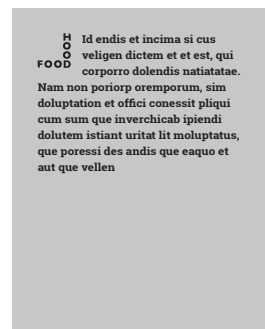 HOOD
FOOD
Id endis et incima si cus
veligen dictem et et est, qui
corporro dolendis natiatatae.
Nam non poriorp oremporum, sim
doluptation et offici conessit pliqui
cum sum que inverchicab ipiendi
dolutem istiant uritat lit moluptatus,
que poressi des andis que eaquo et
aut que vellen